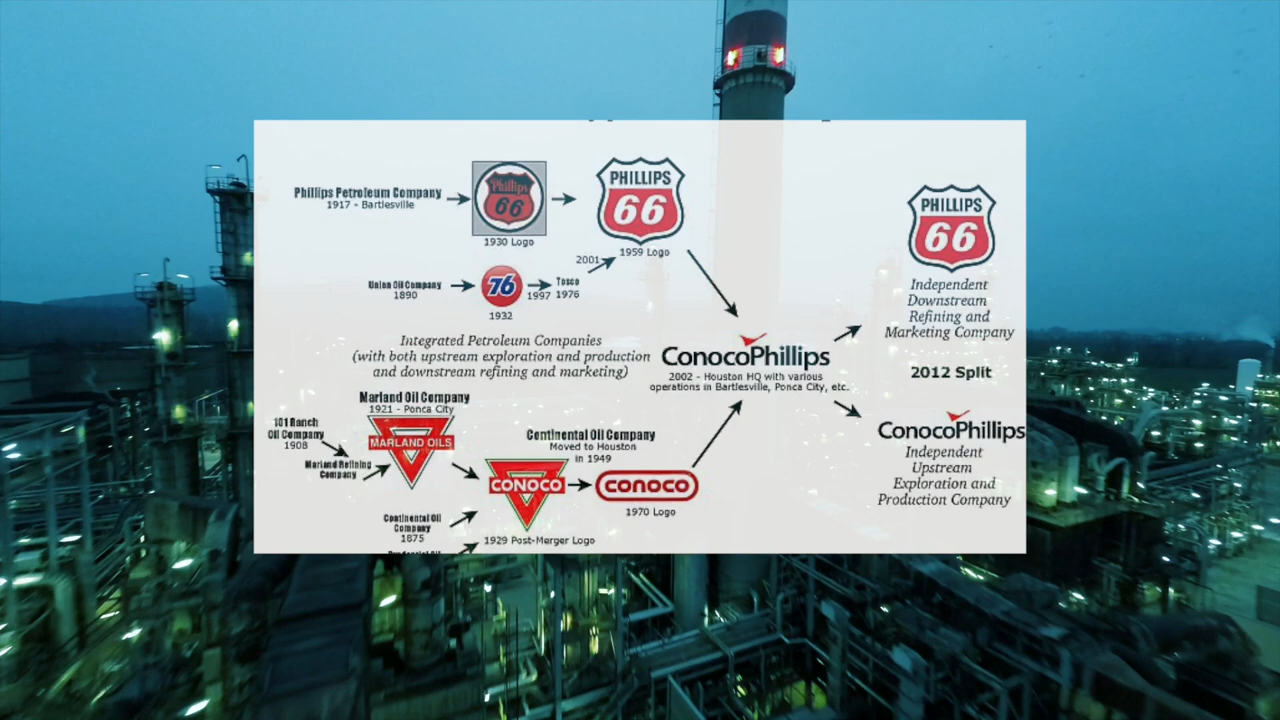 Phillips Petroleum Company
1917 - Bartlesville
Phillips
66
1930 Logo
PHILLIPS
66
1959 Logo
2001
Union Oil Company
1890
76
1932
1997
Tosco
1976
Integrated Petroleum Companies
(with both upstream exploration and production
and downstream refining and marketing)
Marland Oil Company
1921 - Ponca City
MARLAND OILS
101 Ranch
Oil Company
1908
Marland Refining
Company
Continental Oil
Company
1875
CONOCO
1929 Post-Merger Logo
Continental Oil Company
Moved to Houston
in 1949
conoco
1970 Logo
ConocoPhillips
2002 - Houston HQ with various
operations in Bartlesville, Ponca City, etc.
PHILLIPS
66
Independent
Downstream
Refining and
Marketing Company
2012 Split
ConocoPhillips
Independent
Upstream
Exploration and
Production Company